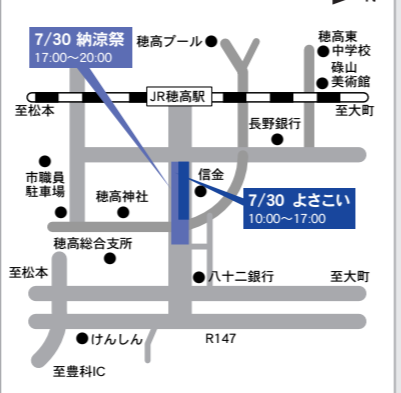 7/30 納涼祭
17:00〜20:00
穂高プール
穂高東
中学校
碌山
美術館
JR穂高駅
至松本
至大町
長野銀行
市職員
駐車場
穂高神社
信金
7/30 よさこい
10:00〜17:00
穂高総合支所
至松本
八十二銀行
至大町
けんしん
R147
至豊科IC